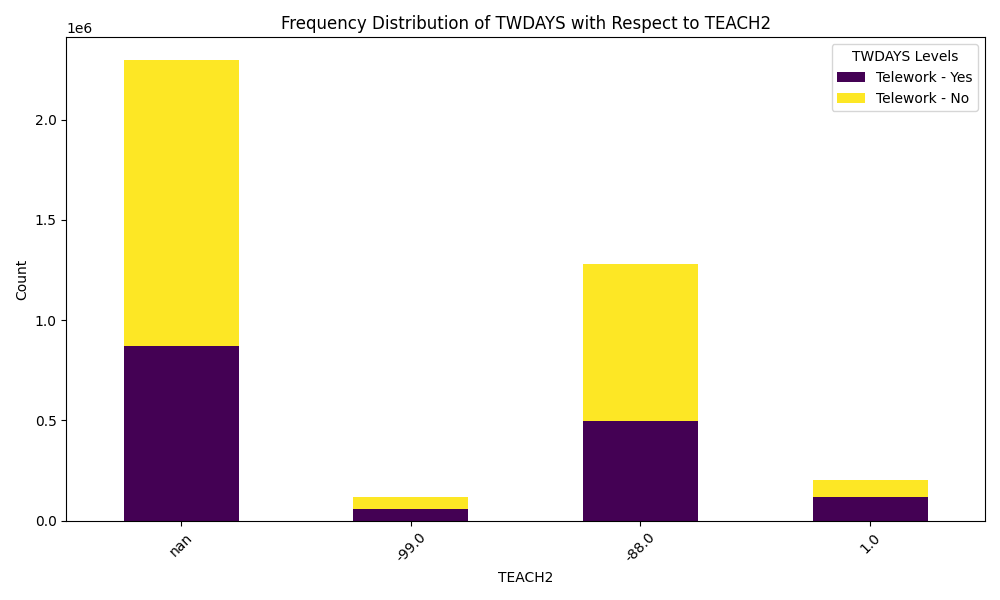 Frequency Distribution of TWDAYS with Respect to TEACH2
1e6
TWDAYS Levels
Telework - Yes
Telework - No
2.0
1.5
1.0
0.5
0.0
Count
nan
-99.0
-88.0
1.0
TEACH2